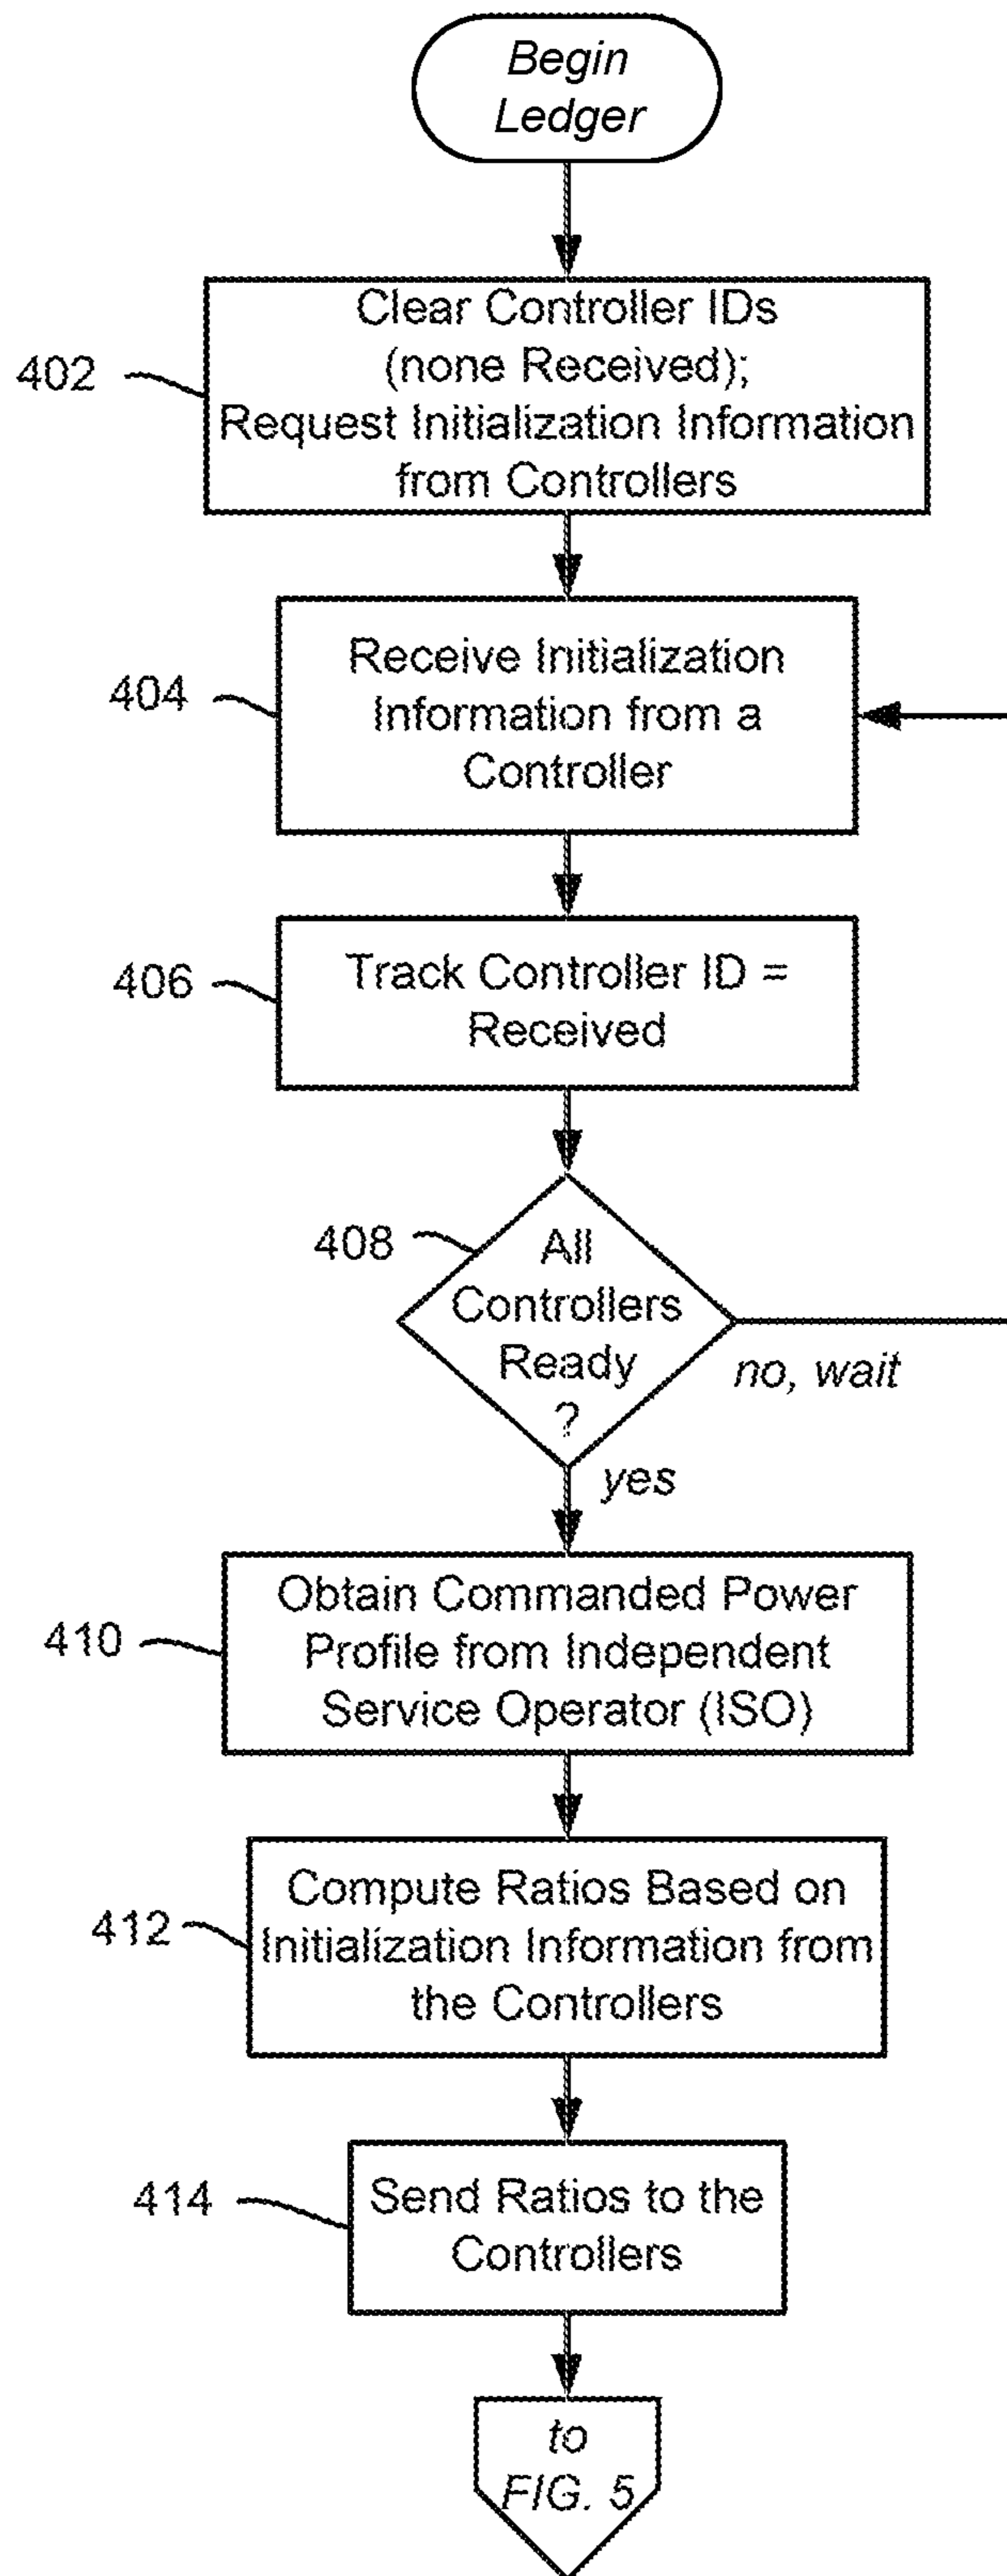 Begin
Ledger
402
Clear Controller IDs
(none Received);
Request Initialization Information
from Controllers
404
Receive Initialization
Information from a
Controller
406
Track Controller ID =
Received
408
All
Controllers
Ready
?
no, wait
yes
410
Obtain Commanded Power
Profile from Independent
Service Operator (ISO)
412
Compute Ratios Based on
Initialization Information from
the Controllers
414
Send Ratios to the
Controllers
to
FIG. 5